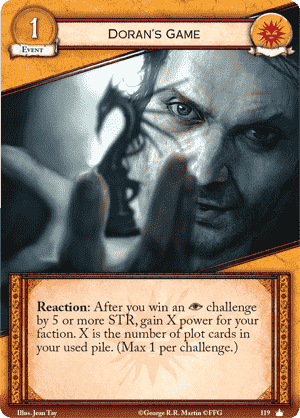 1
Event
Doran's Game
Reaction: After you win an challenge
by 5 or more STR, gain X power for your
faction. X is the number of plot cards in
your used pile. (Max 1 per challenge.)
Illus. Jean Tay
©George R.R. Martin ©FFG
119